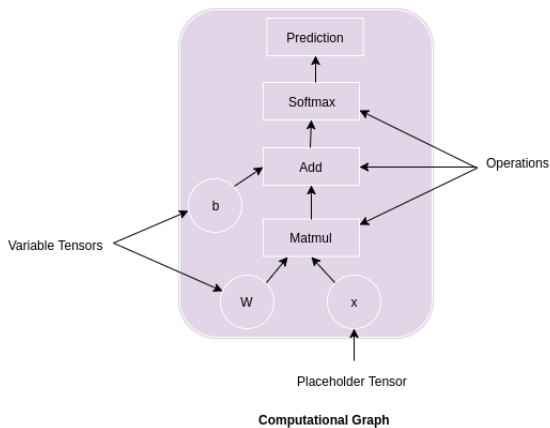 Prediction
Softmax
Add
Operations
b
Matmul
Variable Tensors
W
x
Placeholder Tensor
Computational Graph